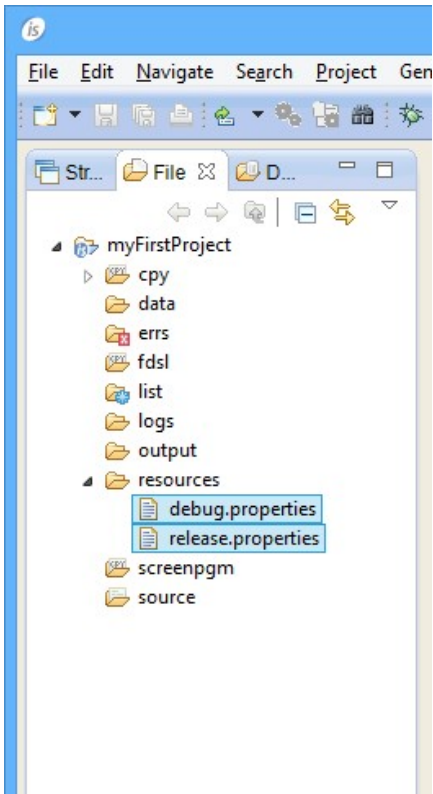 is
File Edit Navigate Search Project Gen
Str... File D...
myFirstProject
cpy
data
errs
fdsl
list
logs
output
resources
debug.properties
release.properties
screenpgm
source